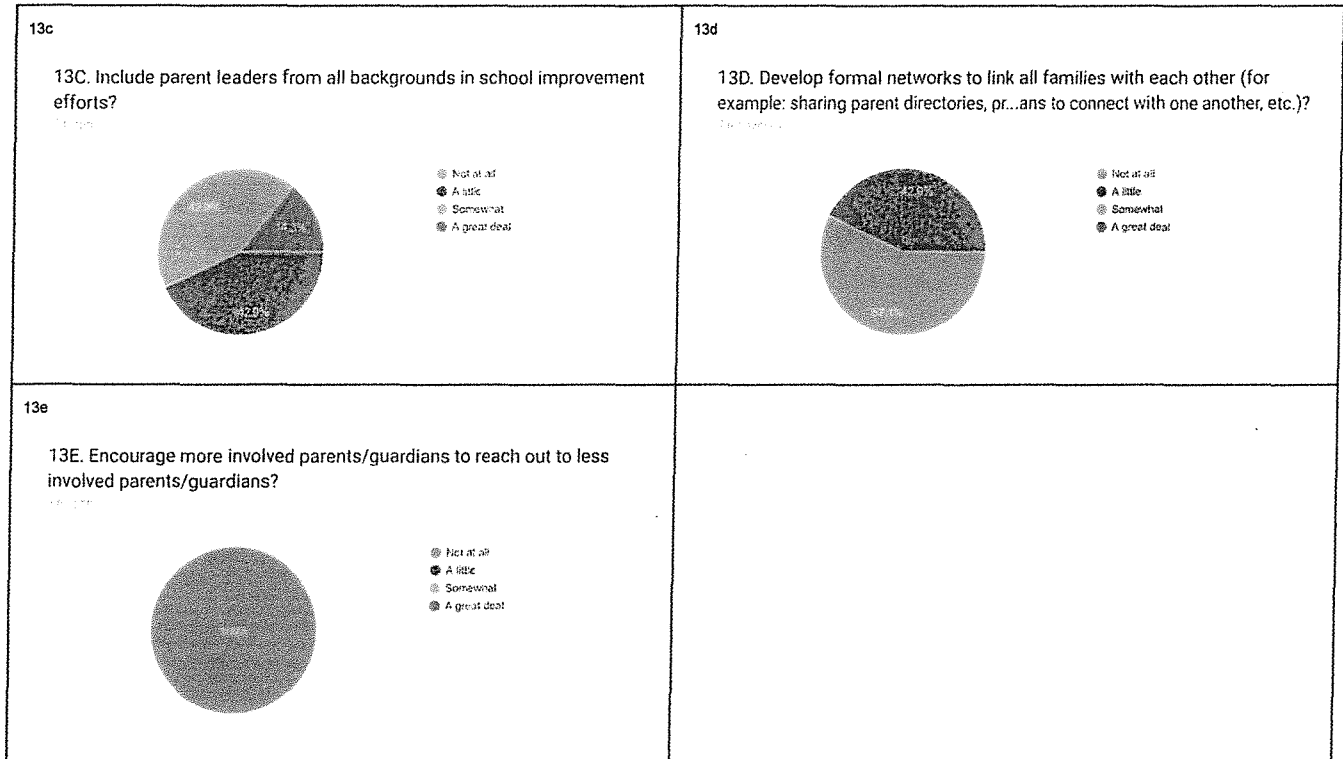 13c
13C. Include parent leaders from all backgrounds in school improvement
efforts?
Not at all
A little
Somewhat
A great deal
42.9%
13d
13D. Develop formal networks to link all families with each other (for
example: sharing parent directories, pr...ans to connect with one another, etc.)?
42.9%
Not at all
A little
Somewhat
A great deal
13e
13E. Encourage more involved parents/guardians to reach out to less
involved parents/guardians?
Not at all
A little
Somewhat
A great deal